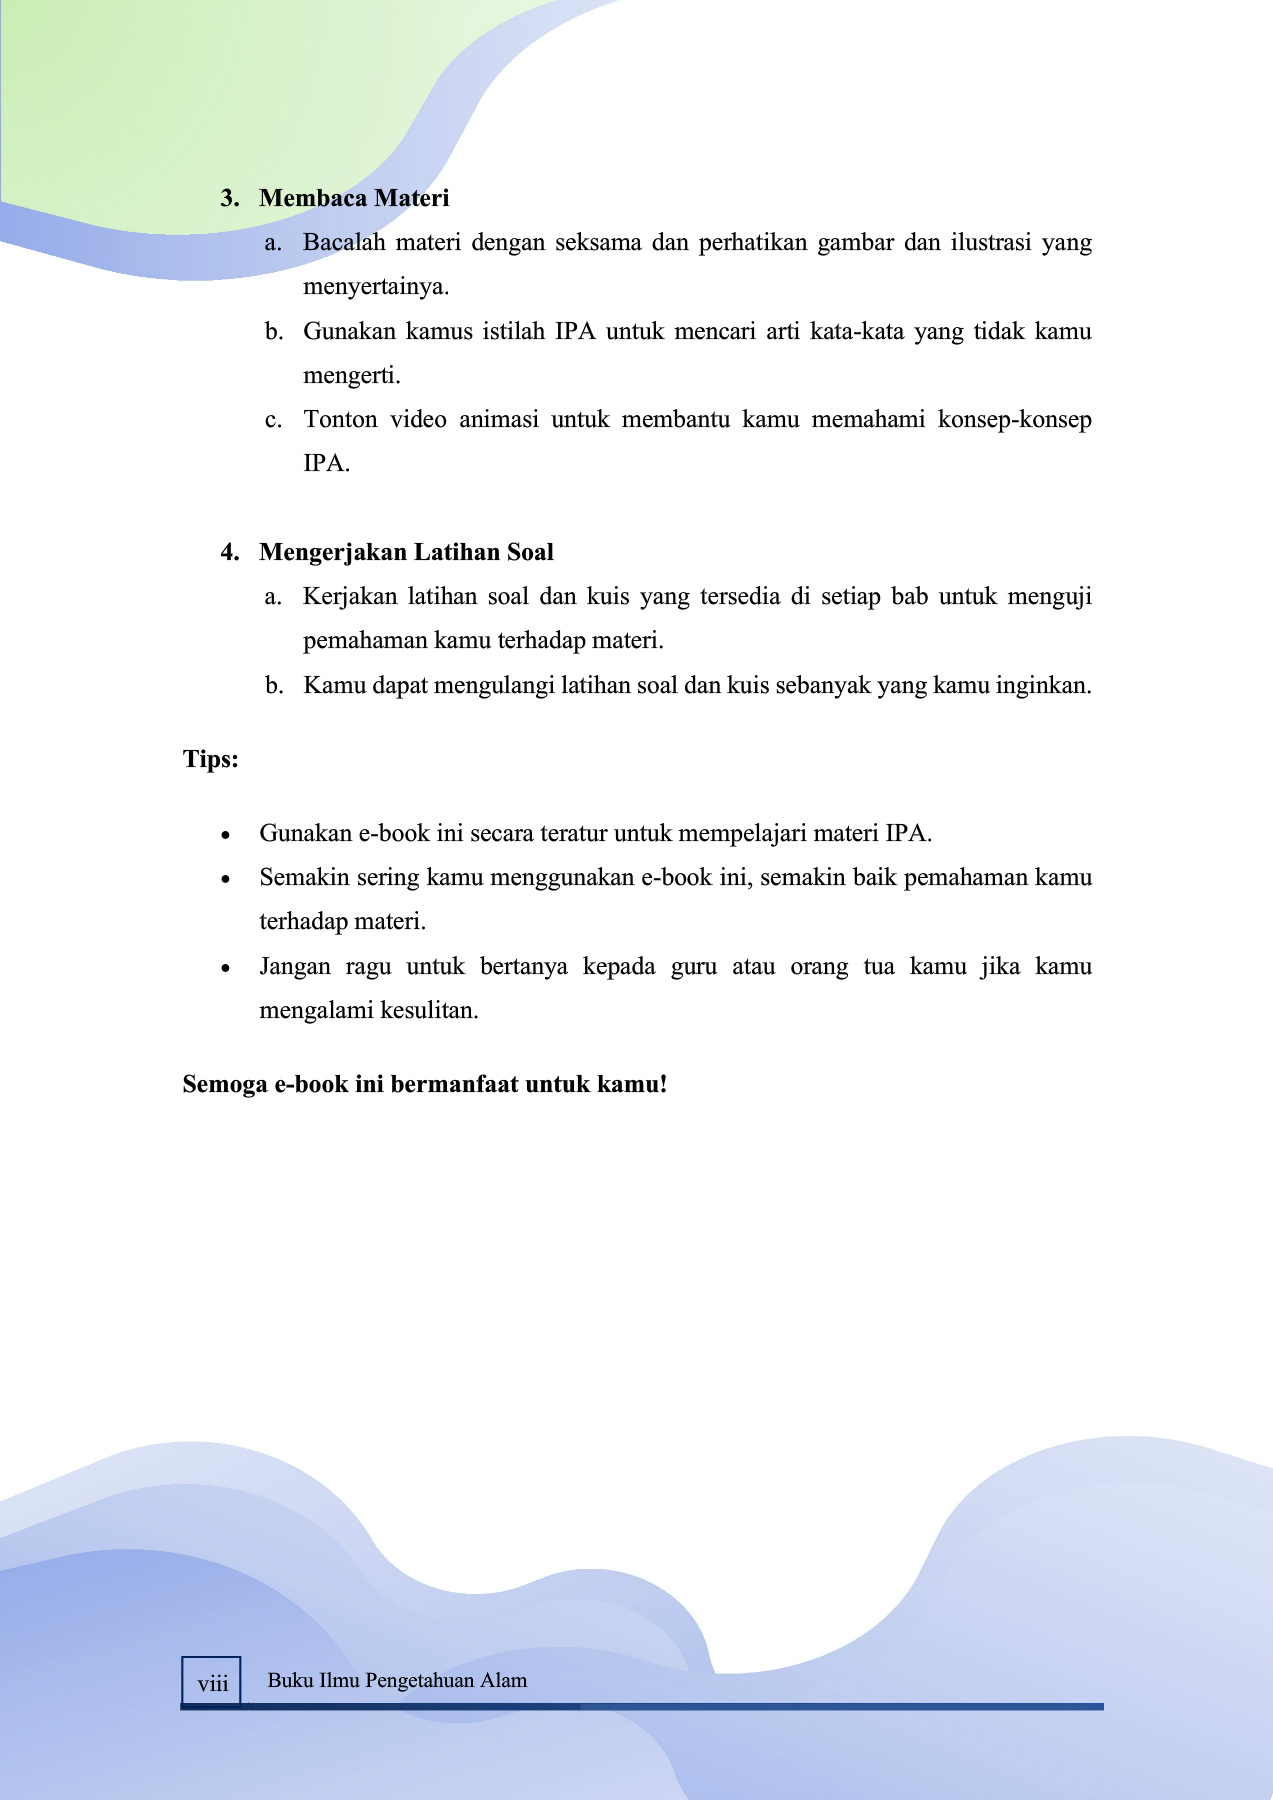 3. Membaca Materi
a. Bacalah materi dengan seksama dan perhatikan gambar dan ilustrasi yang
menyertainya.
b. Gunakan kamus istilah IPA untuk mencari arti kata-kata yang tidak kamu
mengerti.
c. Tonton video animasi untuk membantu kamu memahami konsep-konsep
IPA.
4. Mengerjakan Latihan Soal
a. Kerjakan latihan soal dan kuis yang tersedia di setiap bab untuk menguji
pemahaman kamu terhadap materi.
b. Kamu dapat mengulangi latihan soal dan kuis sebanyak yang kamu inginkan.
Tips:
• Gunakan e-book ini secara teratur untuk mempelajari materi IPA.
• Semakin sering kamu menggunakan e-book ini, semakin baik pemahaman kamu
terhadap materi.
• Jangan ragu untuk bertanya kepada guru atau orang tua kamu jika kamu
mengalami kesulitan.
Semoga e-book ini bermanfaat untuk kamu!
viii Buku Ilmu Pengetahuan Alam